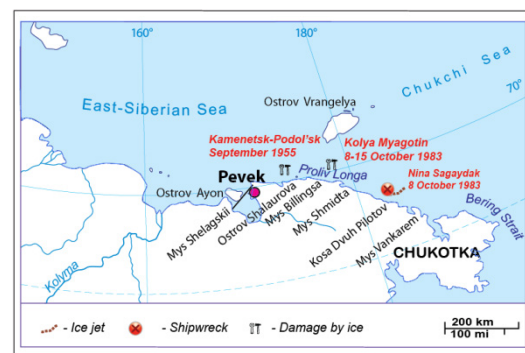 160°
180°
70°
Chukchi Sea
East-Siberian Sea
Ostrov Vrangelya
Kamenetsk-Podol'sk
September 1955
Kolya Myagotin
8-15 October 1983
Nina Sagaydak
8 October 1983
Pevek
Proliv Longa
Ostrov Ayon
Bering Strait
Mys Shelagskii
Ostrov Shalaurova
Mys Billingsa
Mys Shmidta
Kosa Dvuh Pilotov
Mys Vankarem
CHUKOTKA
Kolyma
- Ice jet
- Shipwreck
- Damage by ice
200 km
100 mi